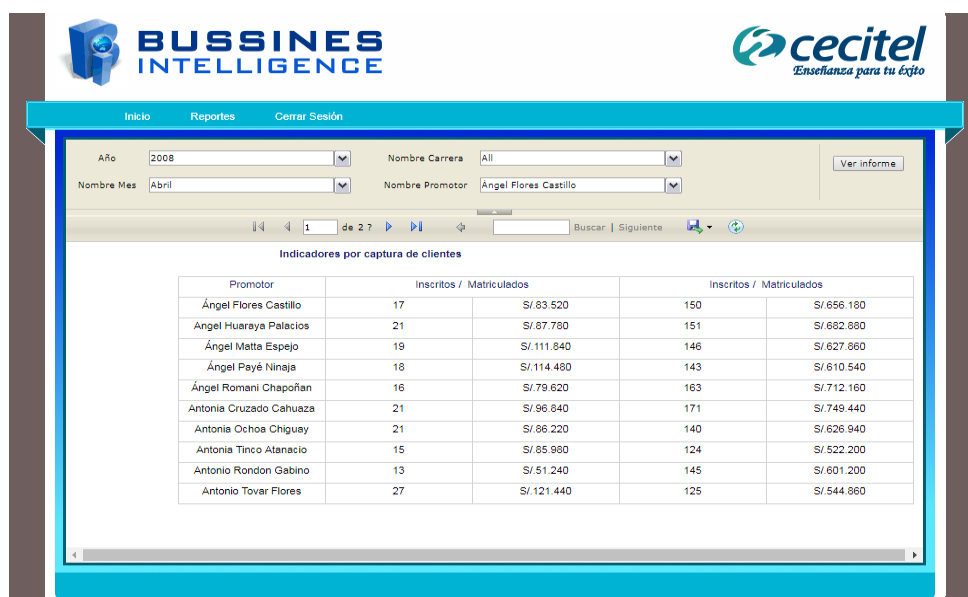 BUSSINES
INTELLIGENCE
cecitel
Enseñanza para tu éxito
Inicio Reportes Cerrar Sesión
Año 2008 Nombre Carrera All Ver informe
Nombre Mes Abril Nombre Promotor Ángel Flores Castillo
1 de 2 ? Buscar | Siguiente
Indicadores por captura de clientes
Promotor Inscritos / Matriculados Inscritos / Matriculados
Ángel Flores Castillo 17 S/.83.520 150 S/.656.180
Angel Huaraya Palacios 21 S/.87.780 151 S/.682.880
Ángel Matta Espejo 19 S/.111.840 146 S/.627.860
Ángel Payé Ninaja 18 S/.114.480 143 S/.610.540
Ángel Romani Chapoñan 16 S/.79.620 163 S/.712.160
Antonia Cruzado Cahuaza 21 S/.96.840 171 S/.749.440
Antonia Ochoa Chiguay 21 S/.86.220 140 S/.626.940
Antonia Tinco Atanacio 15 S/.85.980 124 S/.522.200
Antonio Rondon Gabino 13 S/.51.240 145 S/.601.200
Antonio Tovar Flores 27 S/.121.440 125 S/.544.860